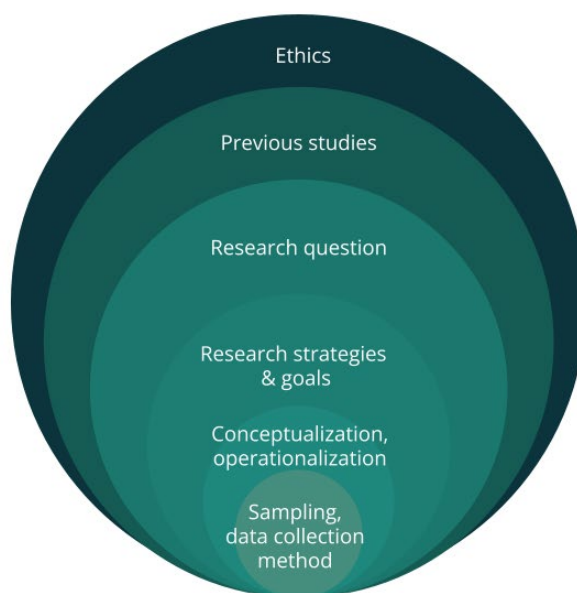 Ethics
Previous studies
Research question
Research strategies
& goals
Conceptualization,
operationalization
Sampling,
data collection
method